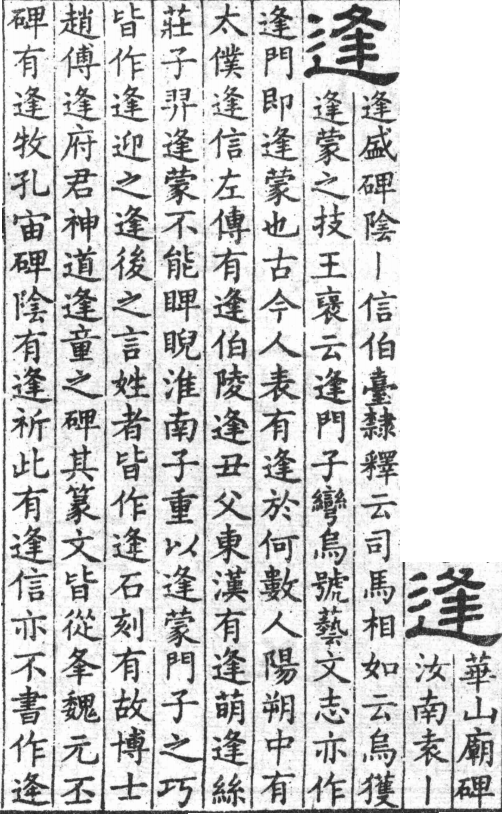 逢
華山廟碑
汝南袁丨
逢
逢盛碑陰丨信伯臺隸釋云司馬相如云烏獲
逢蒙之技王襃云逢門子彎烏號藝文志亦作
逢門即逢蒙也古今人表有逢於何數人陽朔中有
太僕逢信左傳有逢伯陵逢丑父東漢有逢萌逢絲
莊子羿逢蒙不能睥睨淮南子重以逢蒙門子之巧
皆作逢迎之逢後之言姓者皆作逢石刻有故博士
趙傅逢府君神道逢童之碑其篆文皆從夆魏元丕
碑有逢牧孔宙碑陰有逢祈此有逢信亦不書作逢